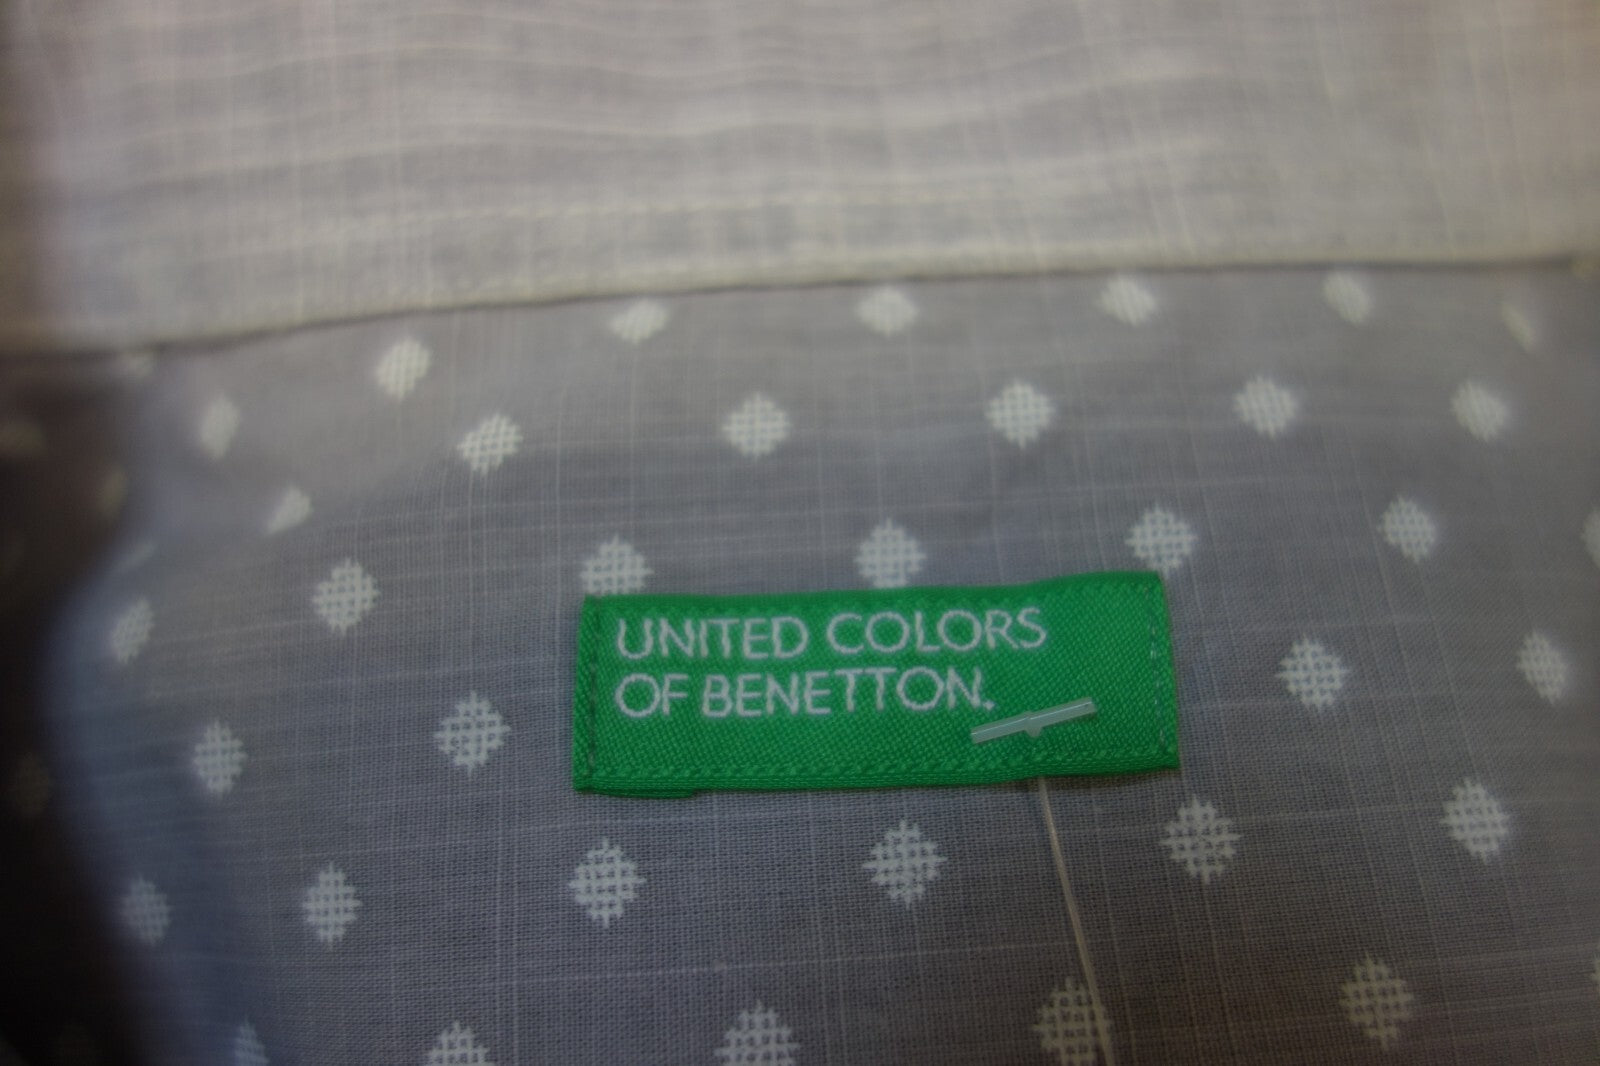 UNITED COLORS
OF BENETTON.